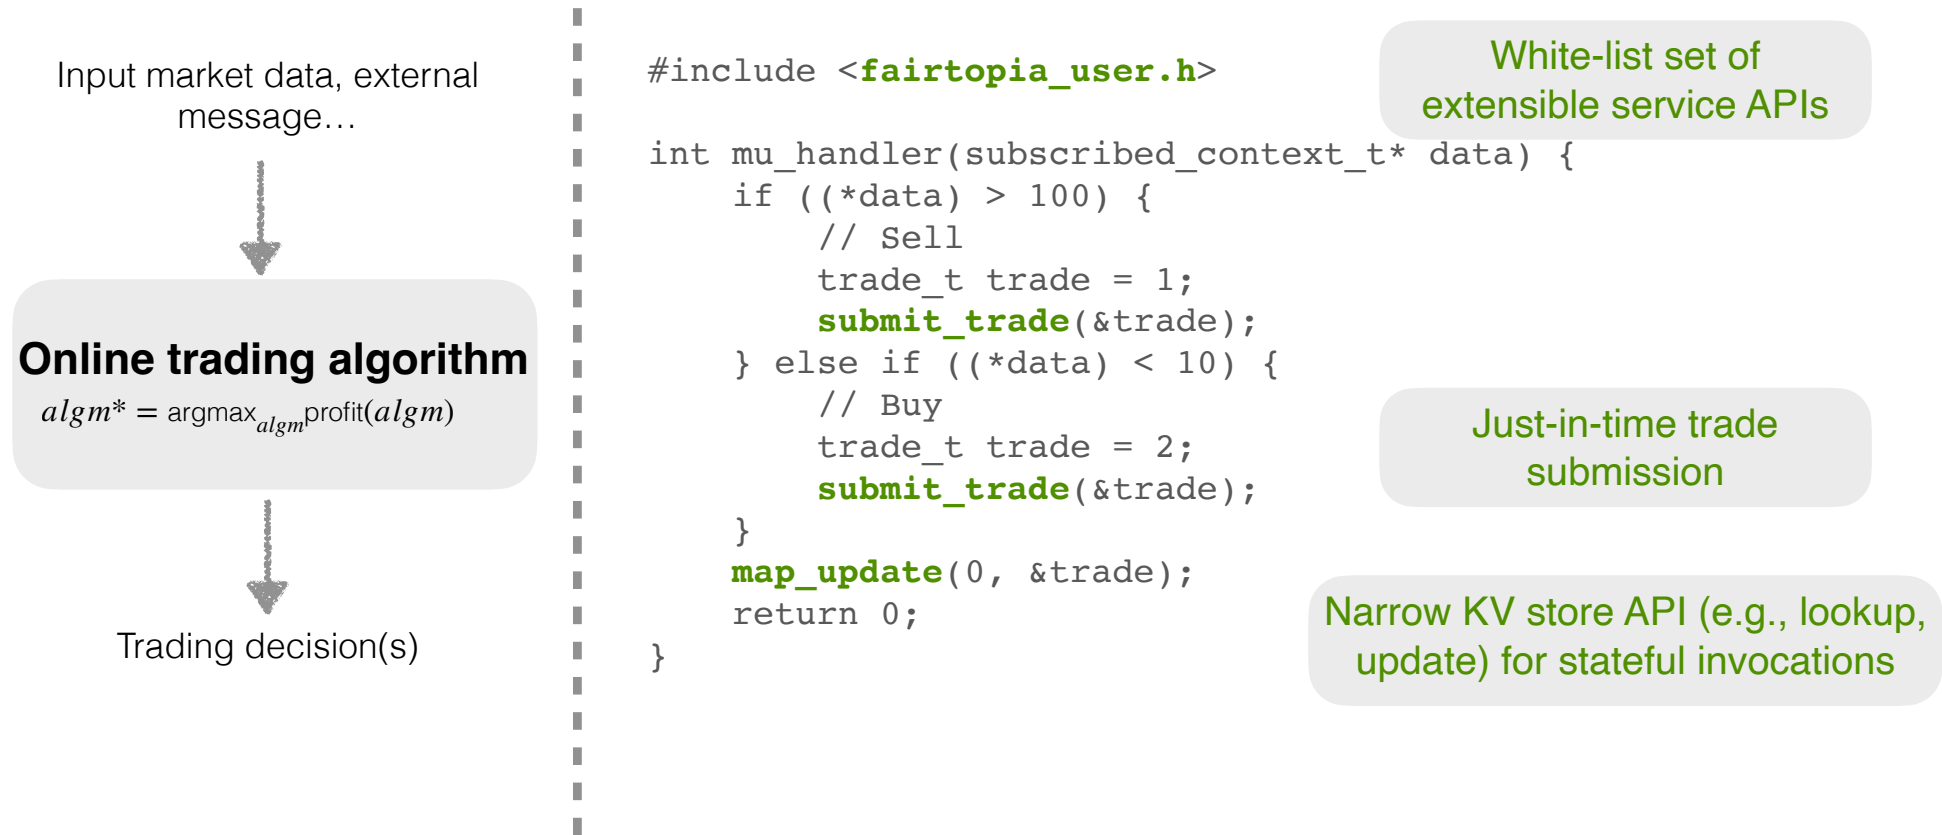 Input market data, external
message…
Online trading algorithm
algm* = argmax_algm profit(algm)
Trading decision(s)
#include <fairtopia_user.h>
int mu_handler(subscribed_context_t* data) {
    if ((*data) > 100) {
        // Sell
        trade_t trade = 1;
        submit_trade(&trade);
    } else if ((*data) < 10) {
        // Buy
        trade_t trade = 2;
        submit_trade(&trade);
    }
    map_update(0, &trade);
    return 0;
}
White-list set of
extensible service APIs
Just-in-time trade
submission
Narrow KV store API (e.g., lookup,
update) for stateful invocations